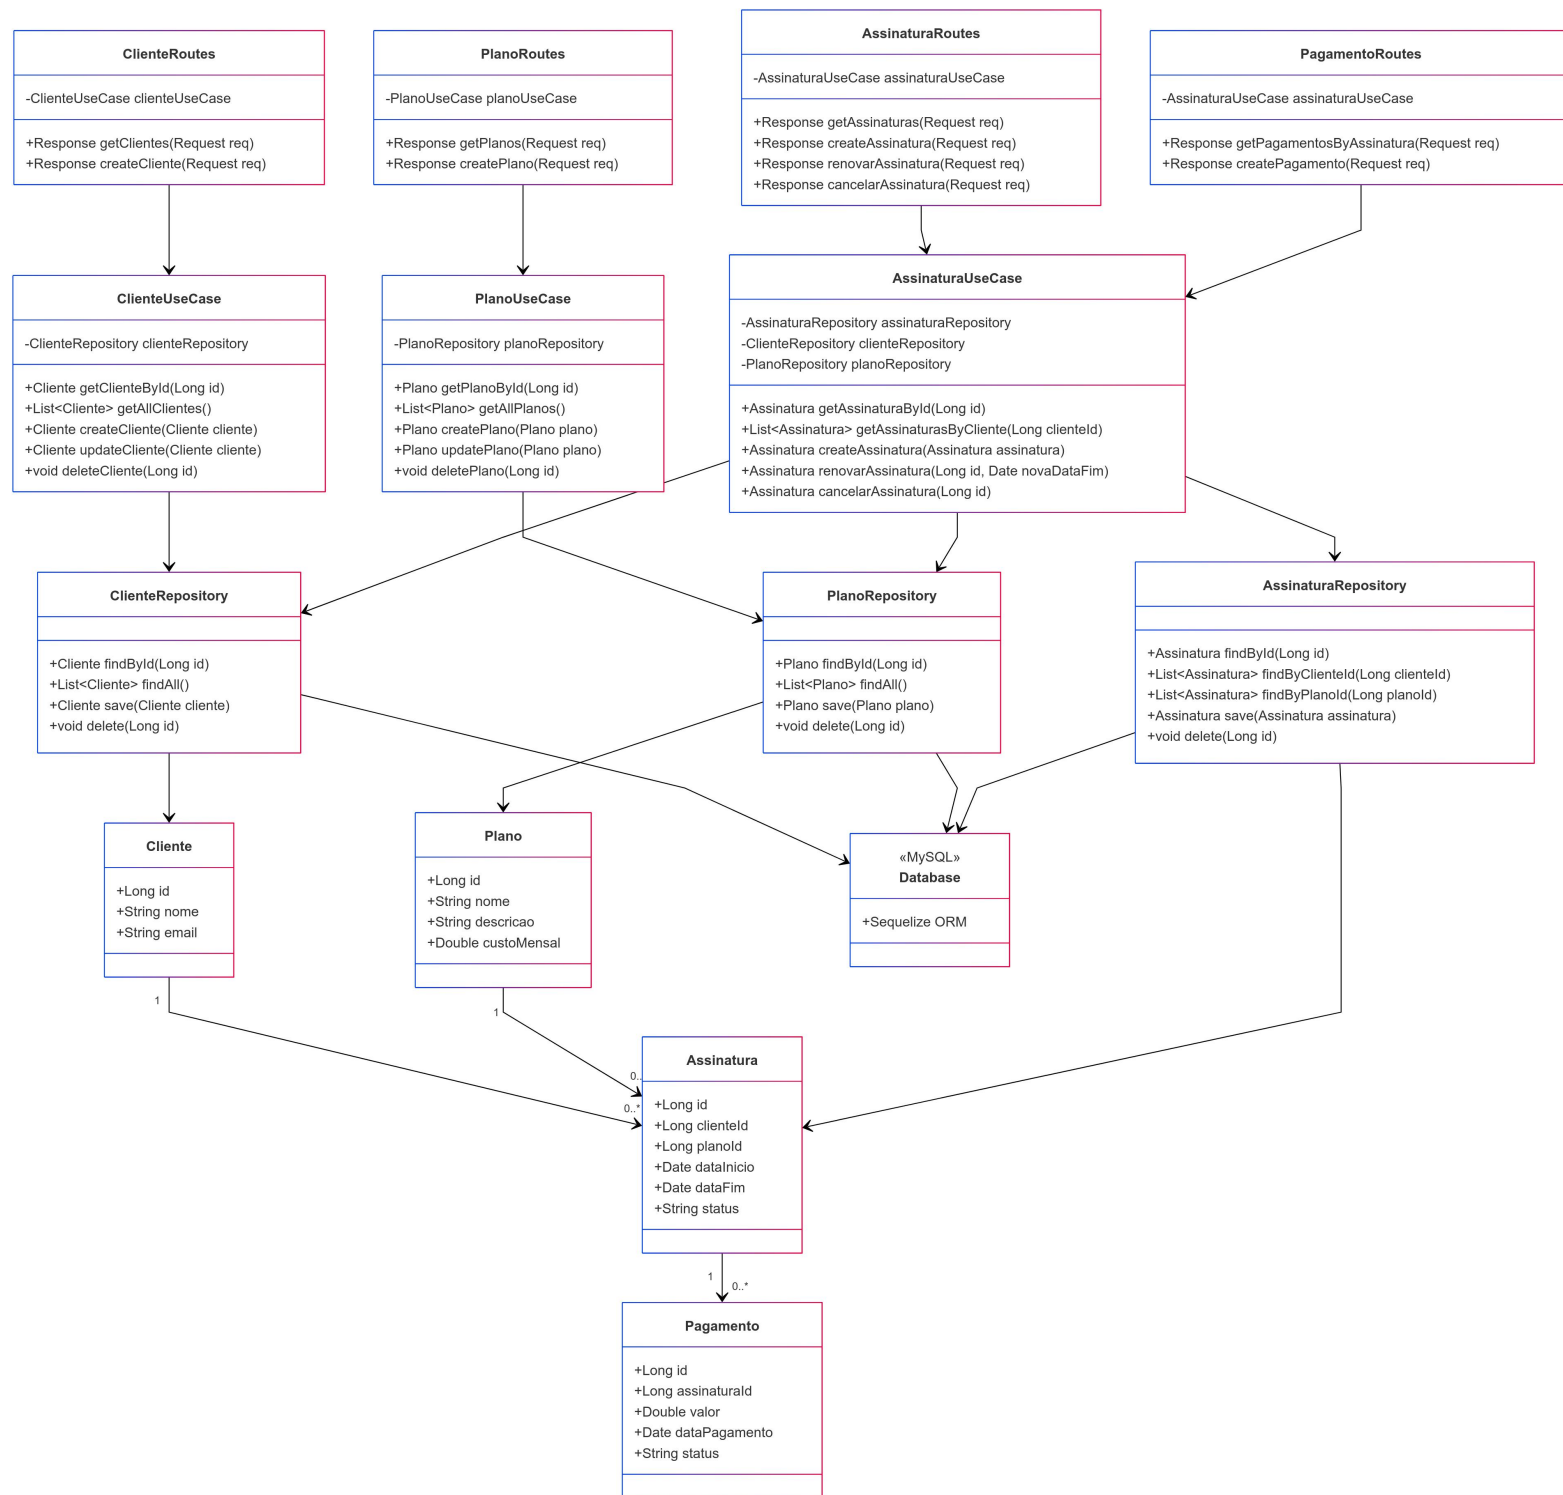 ClienteRoutes
-ClienteUseCase clienteUseCase
+Response getClientes(Request req)
+Response createCliente(Request req)
PlanoRoutes
-PlanoUseCase planoUseCase
+Response getPlanos(Request req)
+Response createPlano(Request req)
AssinaturaRoutes
-AssinaturaUseCase assinaturaUseCase
+Response getAssinaturas(Request req)
+Response createAssinatura(Request req)
+Response renovarAssinatura(Request req)
+Response cancelarAssinatura(Request req)
PagamentoRoutes
-AssinaturaUseCase assinaturaUseCase
+Response getPagamentosByAssinatura(Request req)
+Response createPagamento(Request req)
ClienteUseCase
-ClienteRepository clienteRepository
+Cliente getClienteById(Long id)
+List<Cliente> getAllClientes()
+Cliente createCliente(Cliente cliente)
+Cliente updateCliente(Cliente cliente)
+void deleteCliente(Long id)
PlanoUseCase
-PlanoRepository planoRepository
+Plano getPlanoById(Long id)
+List<Plano> getAllPlanos()
+Plano createPlano(Plano plano)
+Plano updatePlano(Plano plano)
+void deletePlano(Long id)
AssinaturaUseCase
-AssinaturaRepository assinaturaRepository
-ClienteRepository clienteRepository
-PlanoRepository planoRepository
+Assinatura getAssinaturaById(Long id)
+List<Assinatura> getAssinaturasByCliente(Long clienteId)
+Assinatura createAssinatura(Assinatura assinatura)
+Assinatura renovarAssinatura(Long id, Date novaDataFim)
+Assinatura cancelarAssinatura(Long id)
ClienteRepository
+Cliente findById(Long id)
+List<Cliente> findAll()
+Cliente save(Cliente cliente)
+void delete(Long id)
PlanoRepository
+Plano findById(Long id)
+List<Plano> findAll()
+Plano save(Plano plano)
+void delete(Long id)
AssinaturaRepository
+Assinatura findById(Long id)
+List<Assinatura> findByClienteId(Long clienteId)
+List<Assinatura> findByPlanoId(Long planoId)
+Assinatura save(Assinatura assinatura)
+void delete(Long id)
Cliente
+Long id
+String nome
+String email
Plano
+Long id
+String nome
+String descricao
+Double custoMensal
«MySQL»
Database
+Sequelize ORM
1
1
0..
0..*
Assinatura
+Long id
+Long clienteId
+Long planoId
+Date dataInicio
+Date dataFim
+String status
1
0..*
Pagamento
+Long id
+Long assinaturaId
+Double valor
+Date dataPagamento
+String status